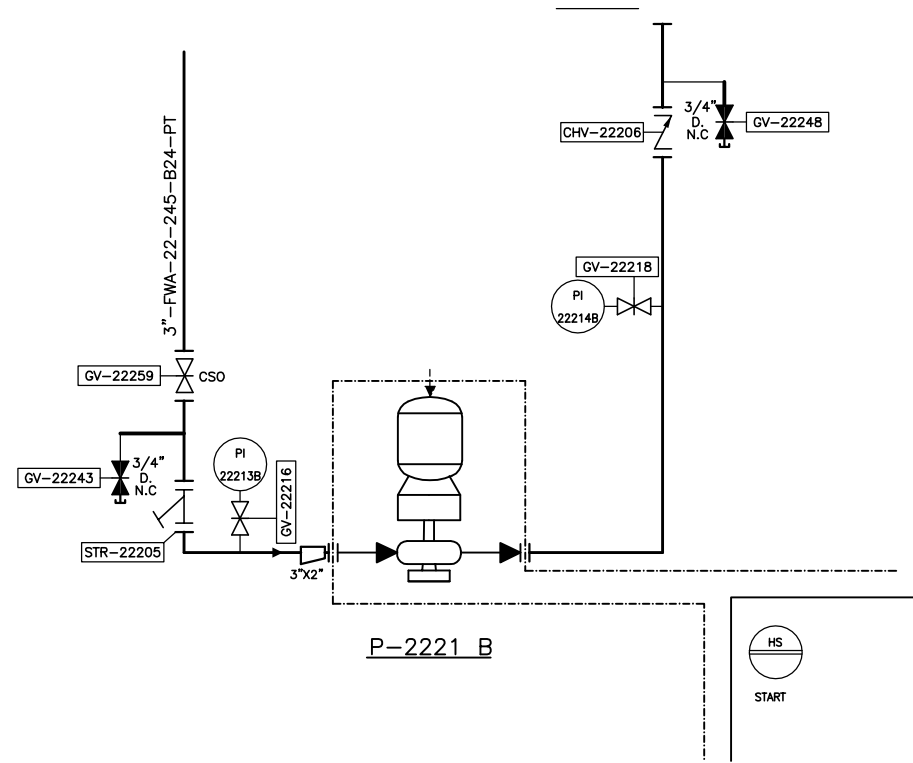 3"-FWA-22-245-B24-PT
3/4"
D.
N.C
GV-22248
CHV-22206
GV-22218
PI
22214B
GV-22259
CSO
PI
22213B
GV-22216
GV-22243
3/4"
D.
N.C
STR-22205
3"X2"
P-2221 B
HS
START